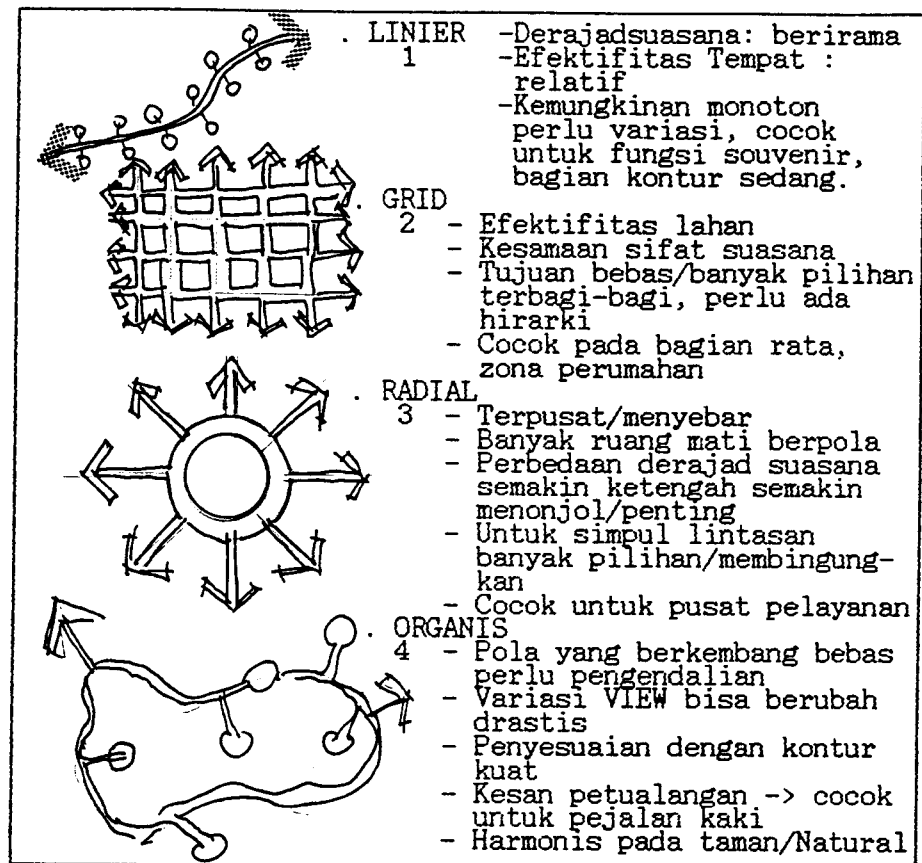 . LINIER -Derajadsuasana: berirama
1 -Efektifitas Tempat :
relatif
-Kemungkinan monoton
perlu variasi, cocok
untuk fungsi souvenir,
bagian kontur sedang.
. GRID
2 - Efektifitas lahan
- Kesamaan sifat suasana
- Tujuan bebas/banyak pilihan
terbagi-bagi, perlu ada
hirarki
- Cocok pada bagian rata,
zona perumahan
. RADIAL
3 - Terpusat/menyebar
- Banyak ruang mati berpola
- Perbedaan derajad suasana
semakin ketengah semakin
menonjol/penting
- Untuk simpul lintasan
banyak pilihan/membingung-
kan
- Cocok untuk pusat pelayanan
. ORGANIS
4 - Pola yang berkembang bebas
perlu pengendalian
- Variasi VIEW bisa berubah
drastis
- Penyesuaian dengan kontur
kuat
- Kesan petualangan -> cocok
untuk pejalan kaki
- Harmonis pada taman/Natural